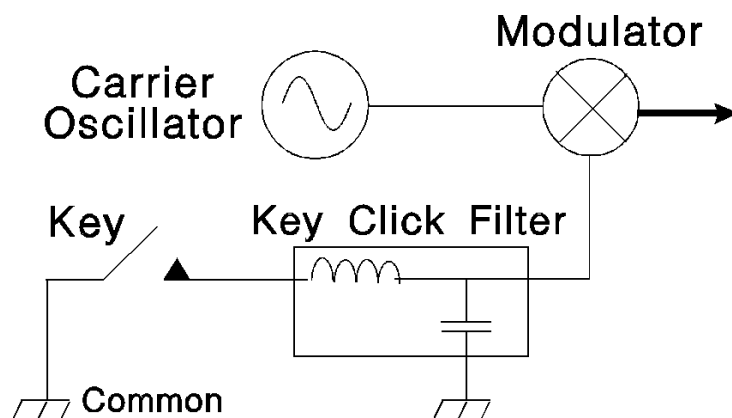 Modulator
Carrier
Oscillator
Key
Key Click Filter
Common